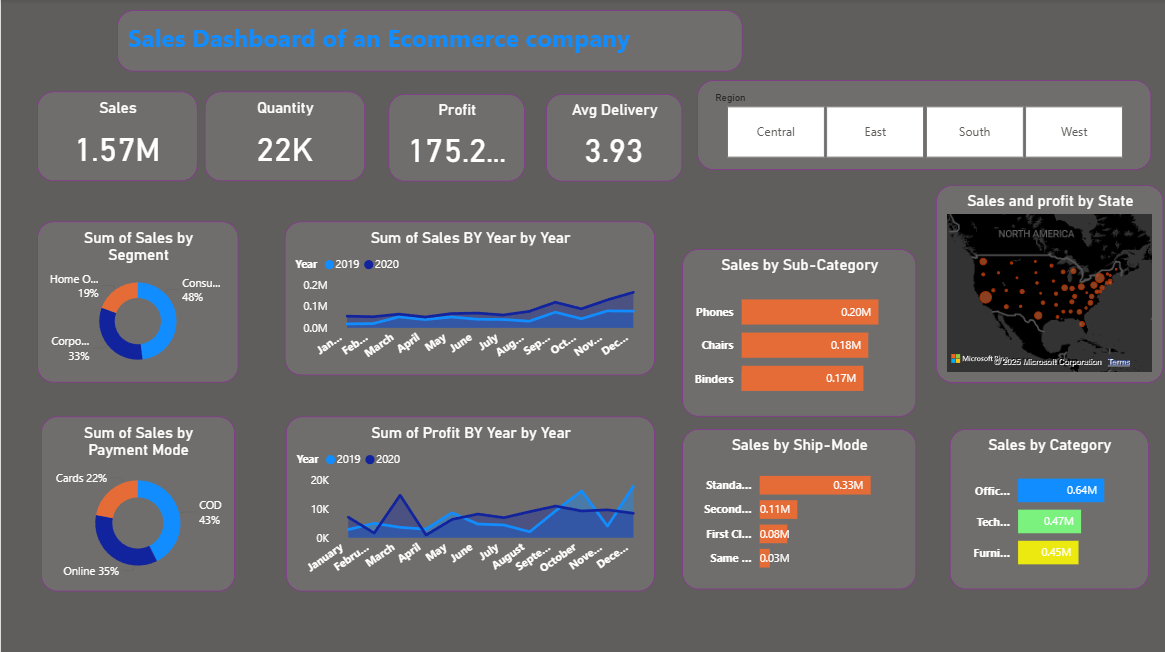 Sales Dashboard of an Ecommerce company
Sales
1.57M
Quantity
22K
Profit
175.2...
Avg Delivery
3.93
Region
Central
East
South
West
Sum of Sales by
Segment
Home O...
19%
Consu...
48%
Corpo...
33%
Sum of Sales BY Year by Year
Year 2019 2020
0.2M
0.1M
0.0M
Jan...
Feb...
March
April
May
June
July
Aug...
Sep...
Oct...
Nov...
Dec...
Sales by Sub-Category
Phones 0.20M
Chairs 0.18M
Binders 0.17M
Sales and profit by State
NORTH AMERICA
Microsoft Bing
© 2025 Microsoft Corporation Terms
Sum of Sales by
Payment Mode
Cards 22%
COD
43%
Online 35%
Sum of Profit BY Year by Year
Year 2019 2020
20K
10K
0K
January
Febru...
March
April
May
June
July
August
Septe...
October
Nove...
Dece...
Sales by Ship-Mode
Standa... 0.33M
Second... 0.11M
First Cl... 0.08M
Same ... 0.03M
Sales by Category
Offic... 0.64M
Tech... 0.47M
Furni... 0.45M